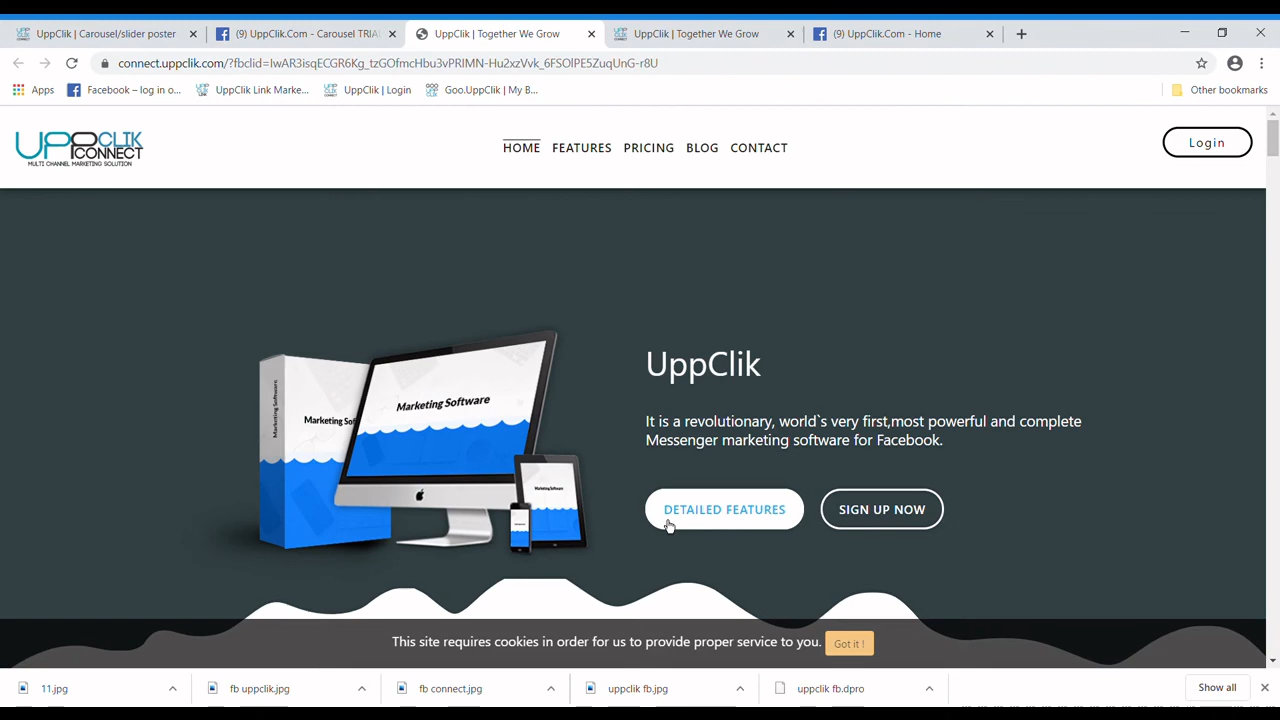 UppClik | Carousel/slider poster
(9) UppClik.Com - Carousel TRIA
UppClik | Together We Grow
UppClik | Together We Grow
(9) UppClik.Com - Home
connect.uppclik.com/?fbclid=IwAR3isqECGR6Kg_tzGOfmcHbu3vPRIMN-Hu2xzVvk_6FSOIPE5ZuqUnG-r8U
Apps
Facebook – log in o...
UppClik Link Marke...
UppClik | Login
Goo.UppClik | My B...
Other bookmarks
UPPCLIK
CONNECT
MULTI CHANNEL MARKETING SOLUTION
HOME
FEATURES
PRICING
BLOG
CONTACT
Login
Marketing Software
Marketing Sof
Marketing Software
Marketing Software
UppClik
It is a revolutionary, world`s very first,most powerful and complete
Messenger marketing software for Facebook.
DETAILED FEATURES
SIGN UP NOW
This site requires cookies in order for us to provide proper service to you.
Got it !
11.jpg
fb uppclik.jpg
fb connect.jpg
uppclik fb.jpg
uppclik fb.dpro
Show all